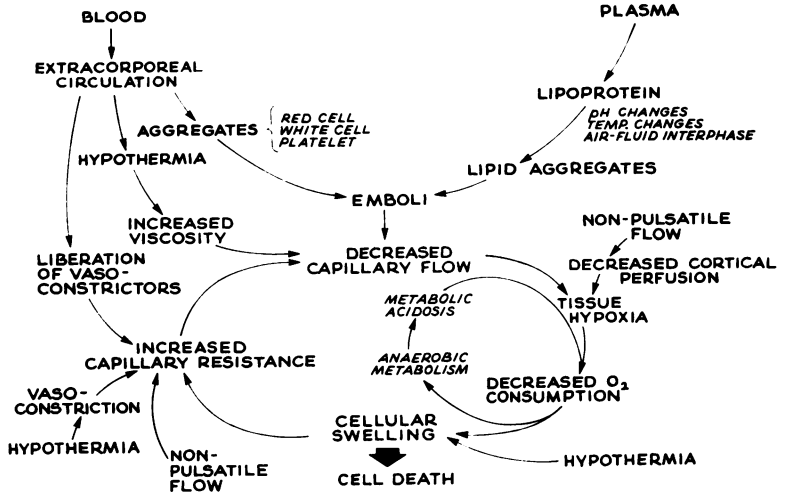 BLOOD
PLASMA
EXTRACORPOREAL
CIRCULATION
LIPOPROTEIN
pH CHANGES
TEMP. CHANGES
AIR-FLUID INTERPHASE
AGGREGATES
RED CELL
WHITE CELL
PLATELET
HYPOTHERMIA
LIPID AGGREGATES
EMBOLI
INCREASED
VISCOSITY
NON-PULSATILE
FLOW
LIBERATION
OF VASO-
CONSTRICTORS
DECREASED
CAPILLARY FLOW
DECREASED CORTICAL
PERFUSION
METABOLIC
ACIDOSIS
TISSUE
HYPOXIA
INCREASED
CAPILLARY RESISTANCE
ANAEROBIC
METABOLISM
DECREASED O2
CONSUMPTION
VASO-
CONSTRICTION
HYPOTHERMIA
NON-
PULSATILE
FLOW
CELLULAR
SWELLING
CELL DEATH
HYPOTHERMIA